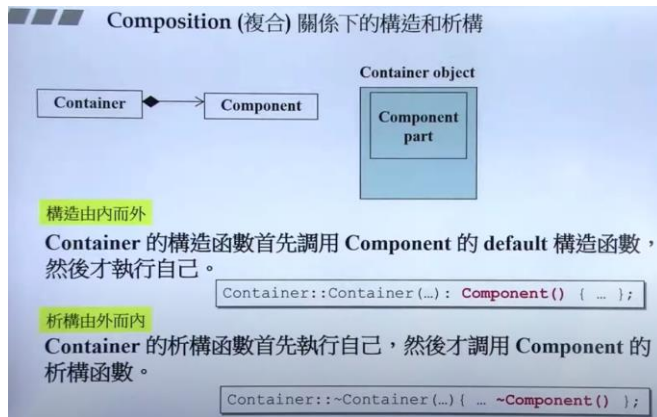 Composition (複合) 關係下的構造和析構
Container object
Container
Component
Component
part
構造由內而外
Container 的構造函數首先調用 Component 的 default 構造函數，
然後才執行自己。
Container::Container(…): Component() { … };
析構由外而內
Container 的析構函數首先執行自己，然後才調用 Component 的
析構函數。
Container::~Container(…){ … ~Component() };